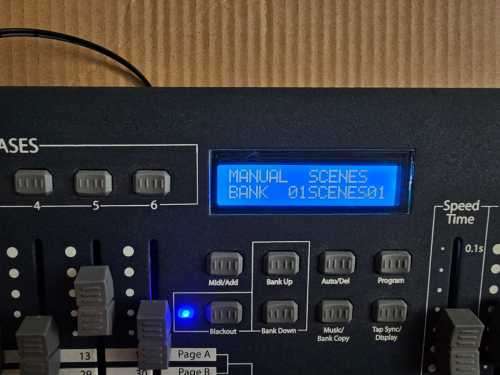 ASES
MANUAL SCENES
BANK 01SCENES01
4 5 6
Speed
Time
0.1s
Midi/Add Bank Up Auto/Del Program
Blackout Bank Down Music/
Bank Copy Tap Sync/
Display
13 Page A
29 30 Page B